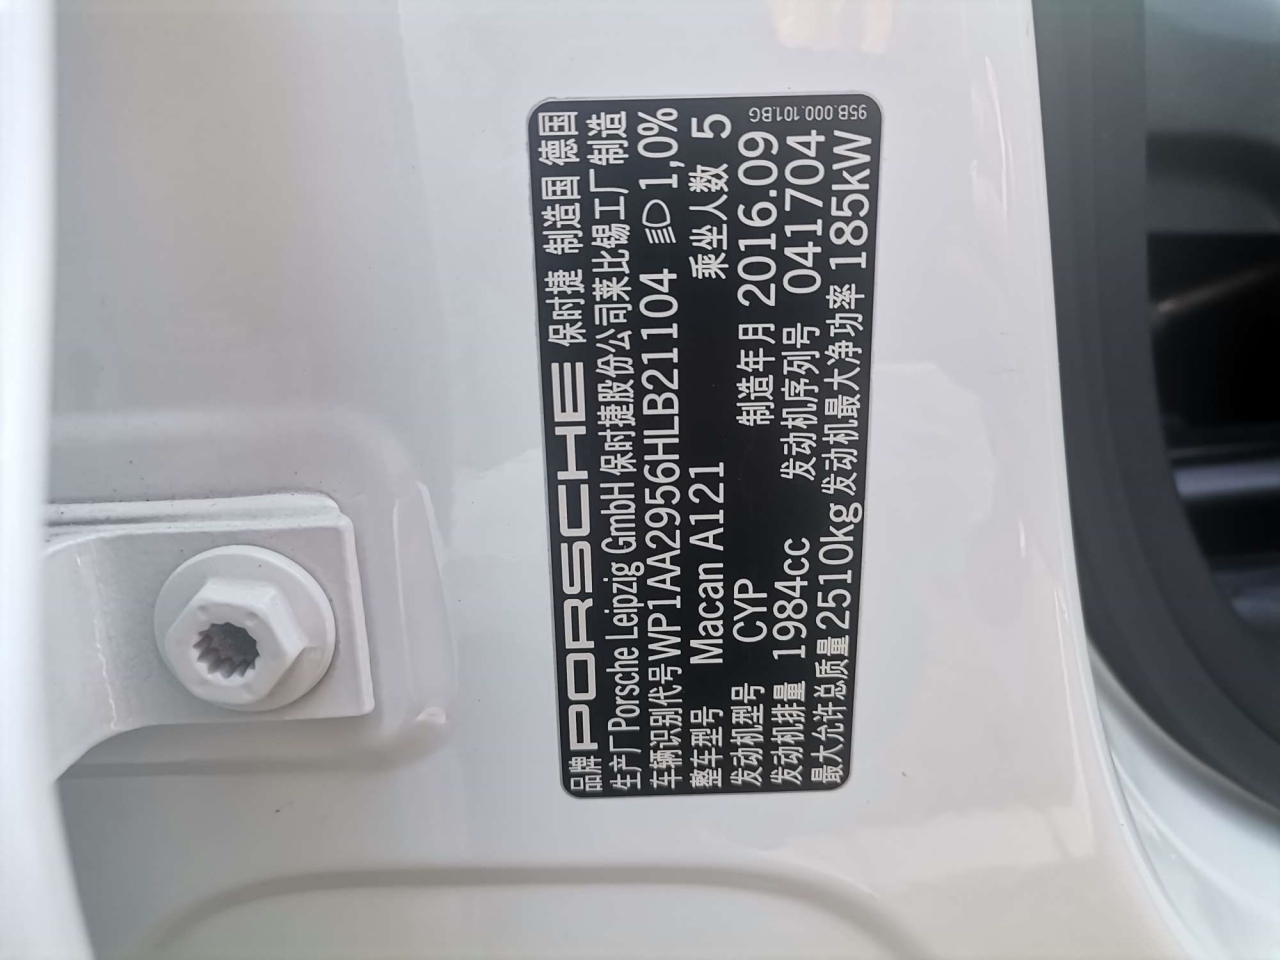 品牌 PORSCHE 保时捷 制造国 德国
生产厂 Porsche Leipzig GmbH 保时捷股份公司莱比锡工厂 制造
车辆识别代号 WP1AA2956HLB21104 1,0%
整车型号 Macan A121 乘坐人数 5
发动机型号 CYP 制造年月 2016.09
发动机排量 1984cc 发动机序列号 041704
最大允许总质量 2510kg 发动机最大净功率 185kW
95B.000.101.BG